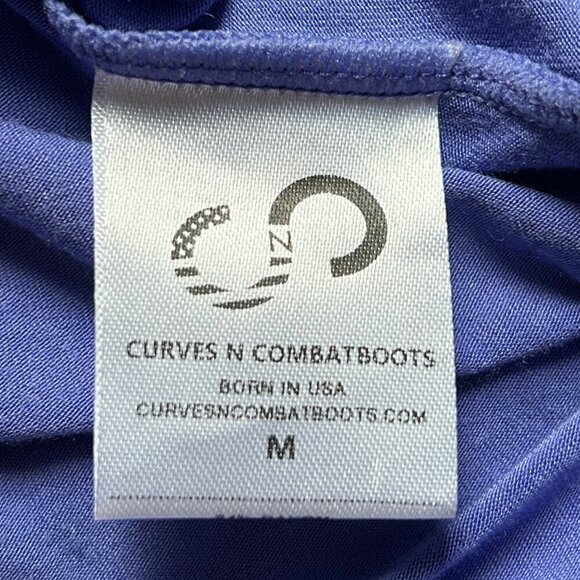 N
CURVES N COMBATBOOTS
BORN IN USA
CURVESNCOMBATBOOTS.COM
M